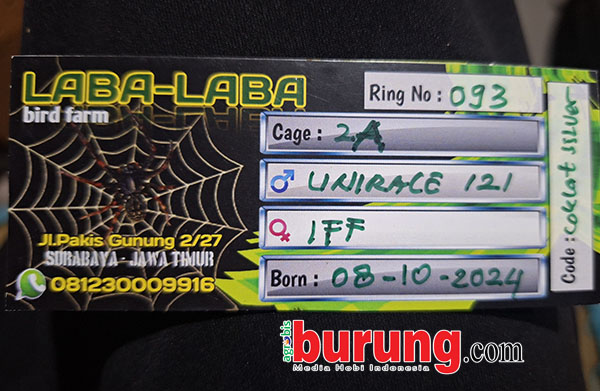 LABA-LABA
bird farm
Jl.Pakis Gunung 2/27
SURABAYA - JAWA TIMUR
081230009916
Ring No : 093
Cage : 2A
♂ UNIRACE 121
♀ IFF
Born : 08-10-2024
Code : COKLAT SILVER
agrobis
burung.com
Media Hobi Indonesia